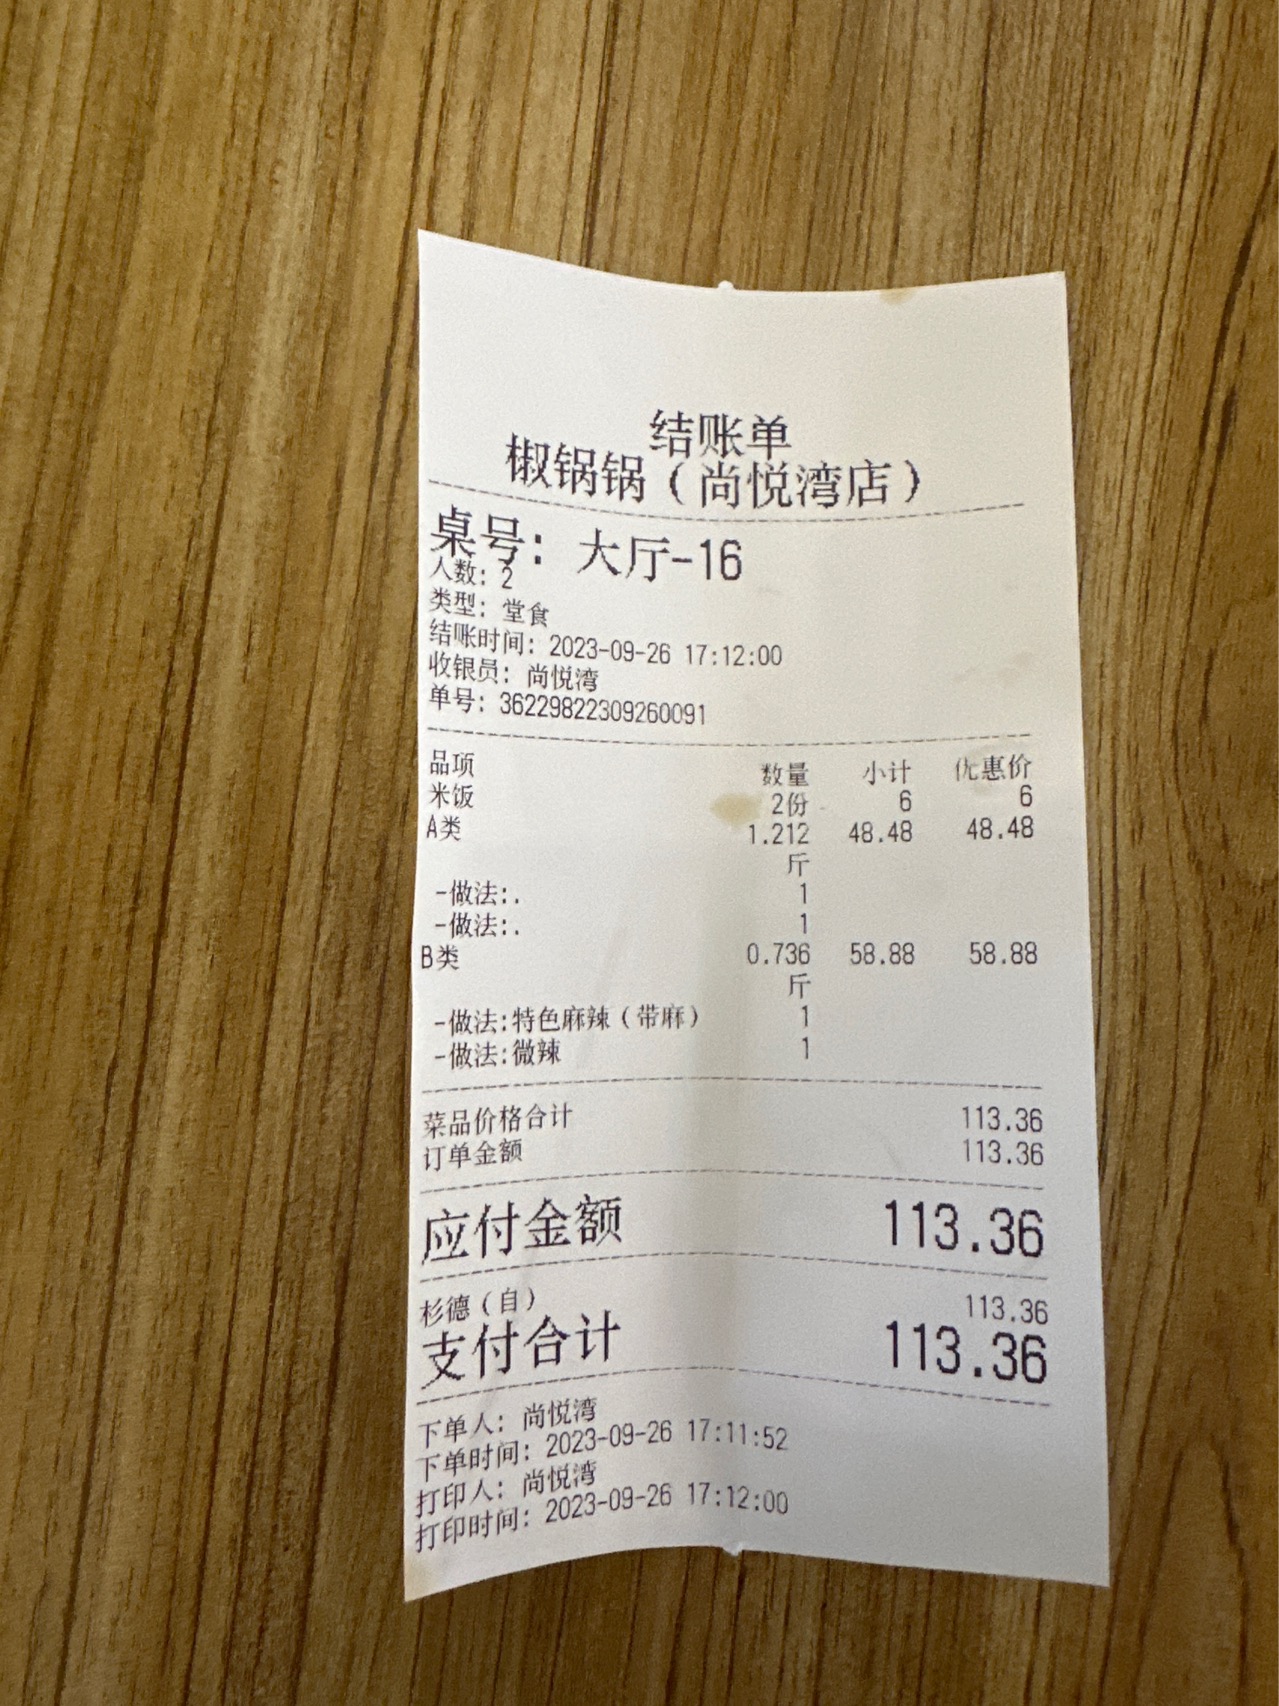 结账单
椒锅锅（尚悦湾店）
桌号: 大厅-16
人数: 2
类型: 堂食
结账时间: 2023-09-26 17:12:00
收银员: 尚悦湾
单号: 36229822309260091
品项 数量 小计 优惠价
米饭 2份 6 6
A类 1.212 48.48 48.48
斤
-做法:. 1
-做法:. 1
B类 0.736 58.88 58.88
斤
-做法:特色麻辣（带麻） 1
-做法:微辣 1
菜品价格合计 113.36
订单金额 113.36
应付金额 113.36
杉德（自） 113.36
支付合计 113.36
下单人: 尚悦湾
下单时间: 2023-09-26 17:11:52
打印人: 尚悦湾
打印时间: 2023-09-26 17:12:00